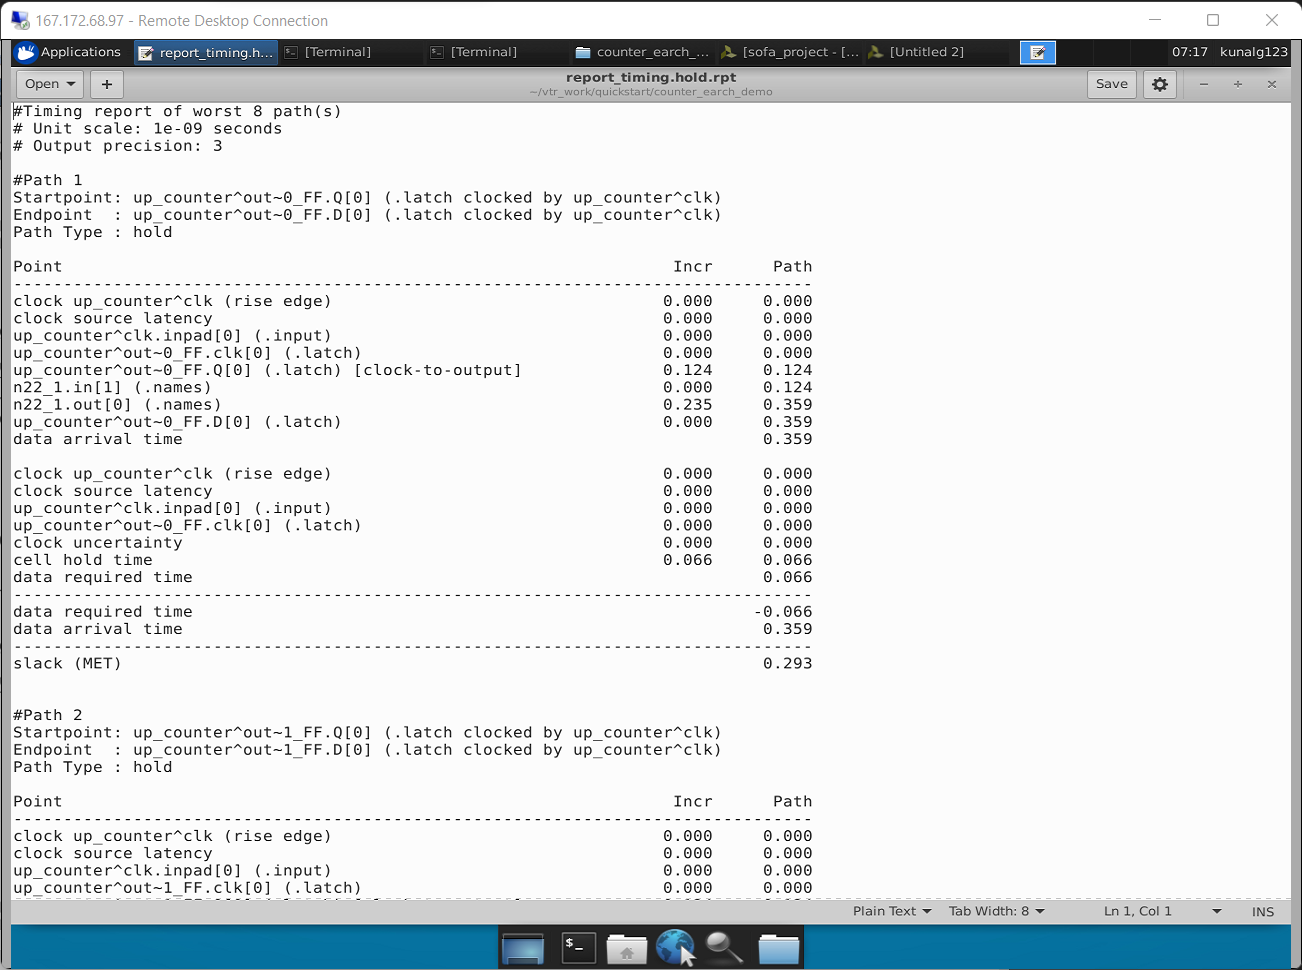 167.172.68.97 - Remote Desktop Connection
Applications report_timing.h... [Terminal] [Terminal] counter_earch_... [sofa_project - [... [Untitled 2] 07:17 kunalg123
Open + report_timing.hold.rpt Save
~/vtr_work/quickstart/counter_earch_demo
#Timing report of worst 8 path(s)
# Unit scale: 1e-09 seconds
# Output precision: 3
#Path 1
Startpoint: up_counter^out~0_FF.Q[0] (.latch clocked by up_counter^clk)
Endpoint  : up_counter^out~0_FF.D[0] (.latch clocked by up_counter^clk)
Path Type : hold
Point Incr Path
--------------------------------------------------------------------------------
clock up_counter^clk (rise edge) 0.000 0.000
clock source latency 0.000 0.000
up_counter^clk.inpad[0] (.input) 0.000 0.000
up_counter^out~0_FF.clk[0] (.latch) 0.000 0.000
up_counter^out~0_FF.Q[0] (.latch) [clock-to-output] 0.124 0.124
n22_1.in[1] (.names) 0.000 0.124
n22_1.out[0] (.names) 0.235 0.359
up_counter^out~0_FF.D[0] (.latch) 0.000 0.359
data arrival time 0.359
clock up_counter^clk (rise edge) 0.000 0.000
clock source latency 0.000 0.000
up_counter^clk.inpad[0] (.input) 0.000 0.000
up_counter^out~0_FF.clk[0] (.latch) 0.000 0.000
clock uncertainty 0.000 0.000
cell hold time 0.066 0.066
data required time 0.066
--------------------------------------------------------------------------------
data required time -0.066
data arrival time 0.359
--------------------------------------------------------------------------------
slack (MET) 0.293
#Path 2
Startpoint: up_counter^out~1_FF.Q[0] (.latch clocked by up_counter^clk)
Endpoint  : up_counter^out~1_FF.D[0] (.latch clocked by up_counter^clk)
Path Type : hold
Point Incr Path
--------------------------------------------------------------------------------
clock up_counter^clk (rise edge) 0.000 0.000
clock source latency 0.000 0.000
up_counter^clk.inpad[0] (.input) 0.000 0.000
up_counter^out~1_FF.clk[0] (.latch) 0.000 0.000
Plain Text Tab Width: 8 Ln 1, Col 1 INS
$_